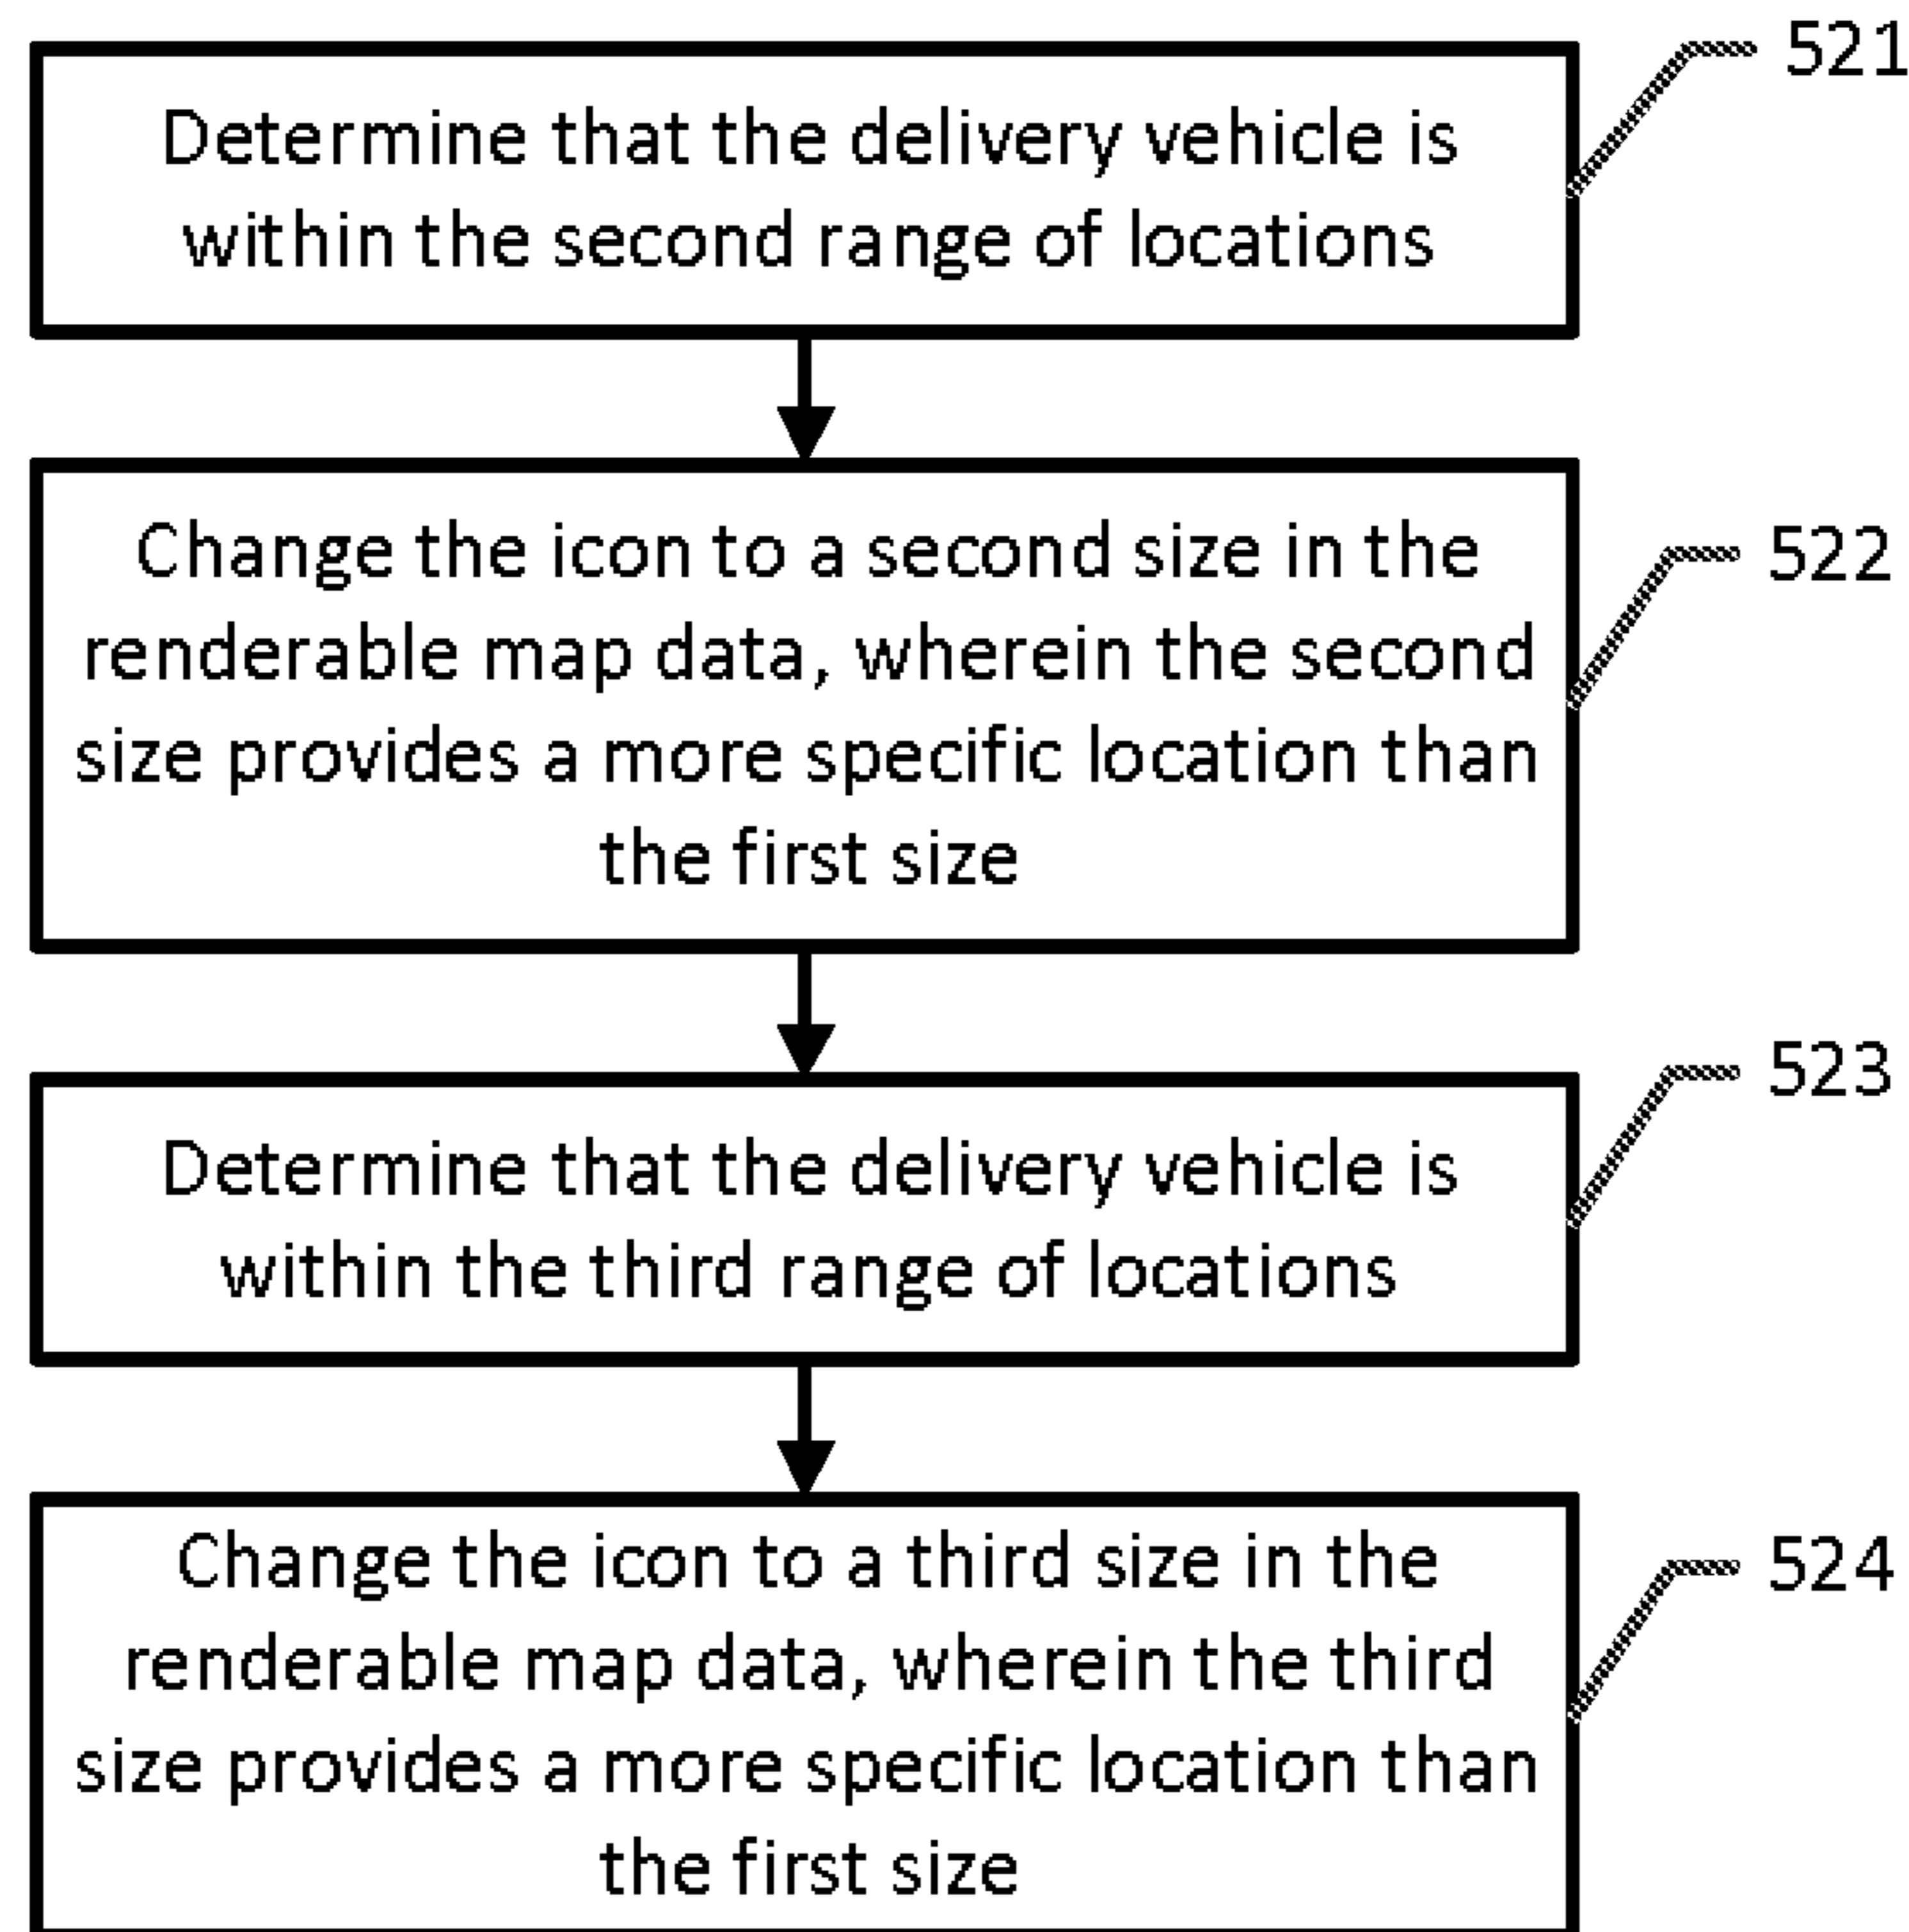 521
Determine that the delivery vehicle is
within the second range of locations
522
Change the icon to a second size in the
renderable map data, wherein the second
size provides a more specific location than
the first size
523
Determine that the delivery vehicle is
within the third range of locations
524
Change the icon to a third size in the
renderable map data, wherein the third
size provides a more specific location than
the first size